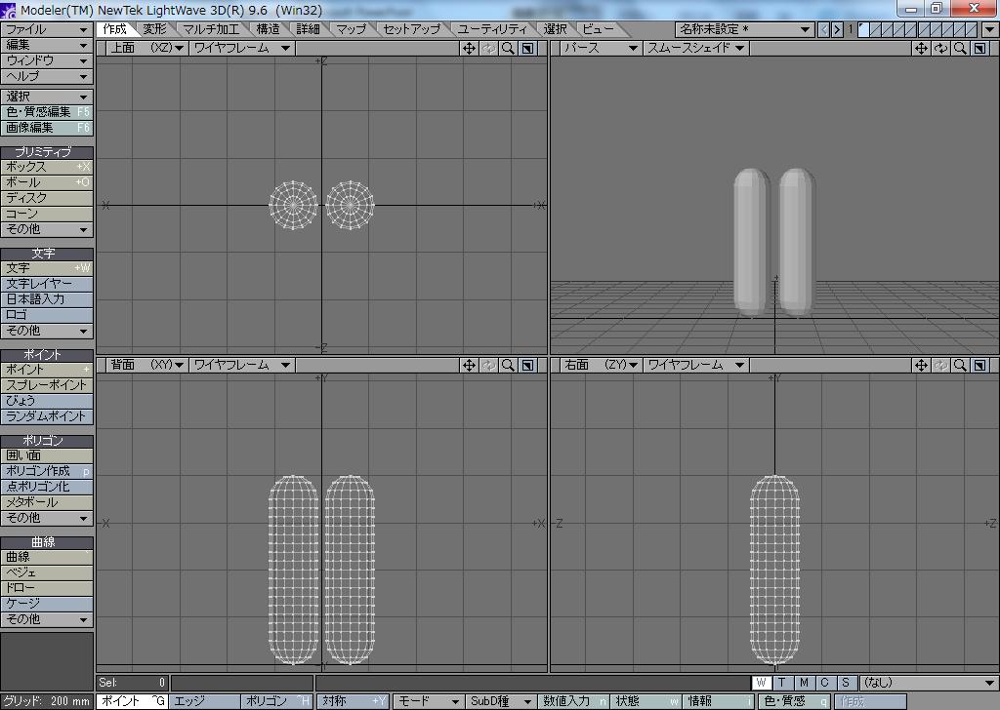 Modeler(TM) NewTek LightWave 3D(R) 9.6 (Win32)
ファイル 作成 変形 マルチ加工 構造 詳細 マップ セットアップ ユーティリティ 選択 ビュー 名称未設定 * 1
編集 上面 (XZ) ワイヤフレーム パース スムースシェイド
ウィンドウ
ヘルプ
選択
色・質感編集 F5
画像編集 F6
プリミティブ
ボックス +X
ボール +O
ディスク
コーン
その他
文字
文字 +W
文字レイヤー
日本語入力
ロゴ
その他
ポイント
ポイント +
スプレーポイント
びょう
ランダムポイント
ポリゴン
囲い面
ポリゴン作成 p
点ポリゴン化
メタボール
その他
曲線
曲線
ベジェ
ドロー
ケージ
その他
+Z
-X +X
-Z
背面 (XY) ワイヤフレーム 右面 (ZY) ワイヤフレーム
+Y +Y
-X +X -Z +Z
-Y -Y
Sel: 0 W T M C S (なし)
グリッド: 200 mm ポイント ^G エッジ ポリゴン ^H 対称 +Y モード SubD種 数値入力 n 状態 w 情報 i 色・質感 q 作成